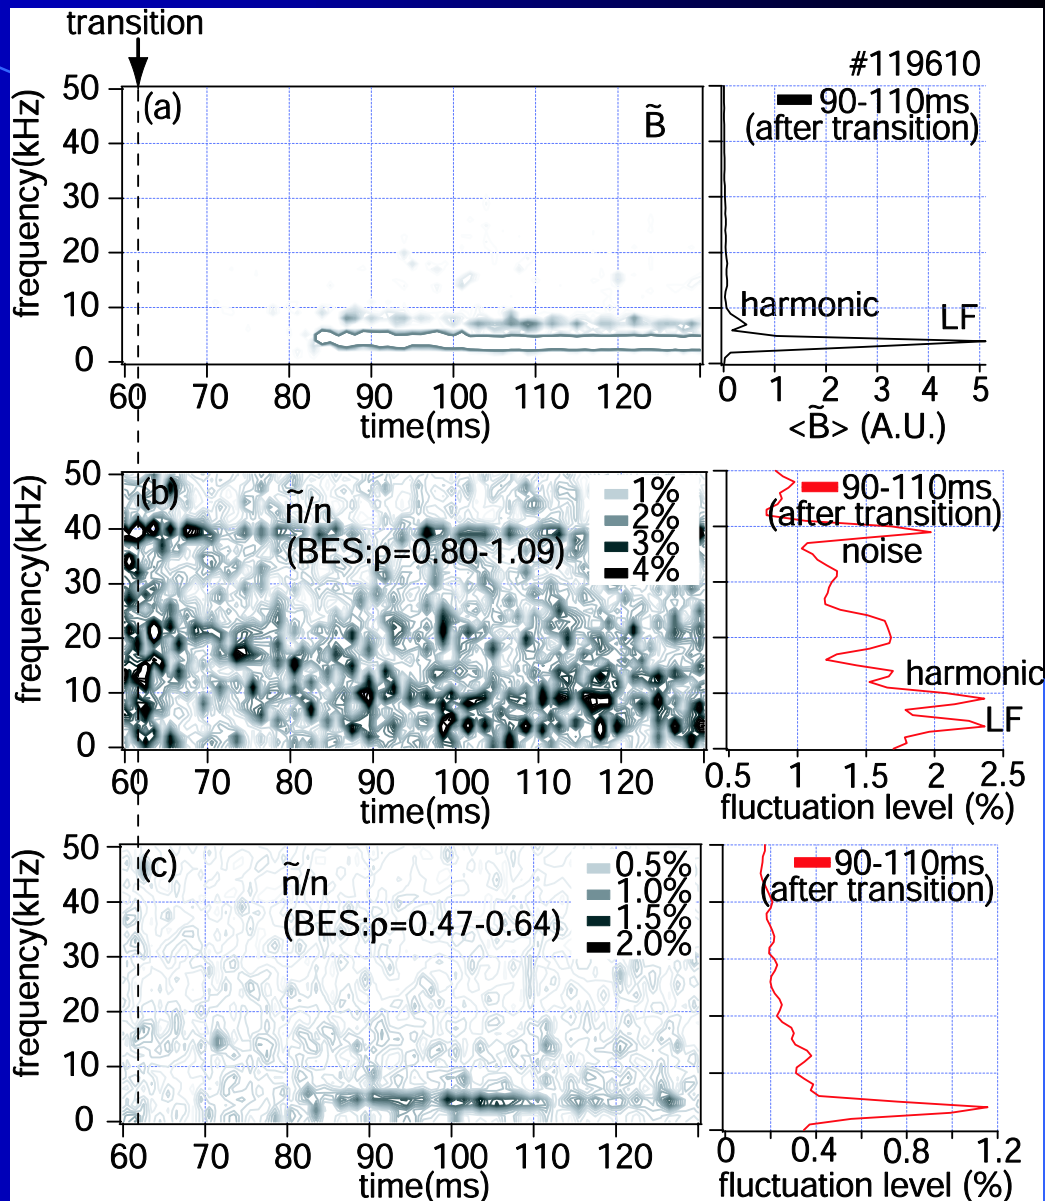 transition
#119610
(a)
B̃
90-110ms
(after transition)
harmonic
LF
frequency(kHz)
50
40
30
20
10
0
60 70 80 90 100 110 120
time(ms)
0 1 2 3 4 5
<B̃> (A.U.)
(b)
ñ/n
(BES:ρ=0.80-1.09)
1%
2%
3%
4%
90-110ms
(after transition)
noise
harmonic
LF
frequency(kHz)
50
40
30
20
10
0
60 70 80 90 100 110 120
time(ms)
0.5 1 1.5 2 2.5
fluctuation level (%)
(c)
ñ/n
(BES:ρ=0.47-0.64)
0.5%
1.0%
1.5%
2.0%
90-110ms
(after transition)
frequency(kHz)
50
40
30
20
10
0
60 70 80 90 100 110 120
time(ms)
0 0.4 0.8 1.2
fluctuation level (%)